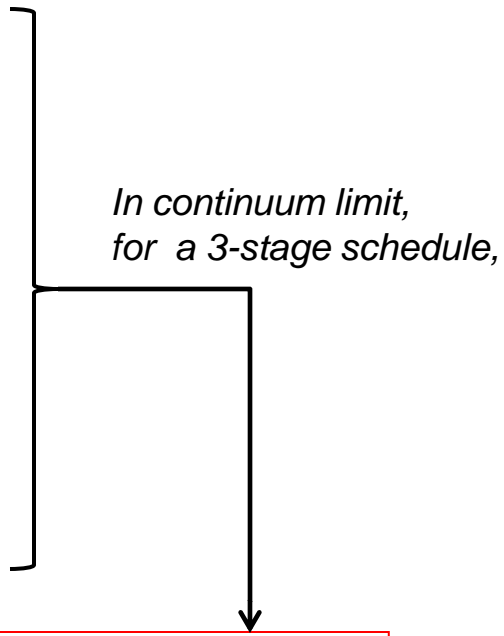 In continuum limit,
for a 3-stage schedule,